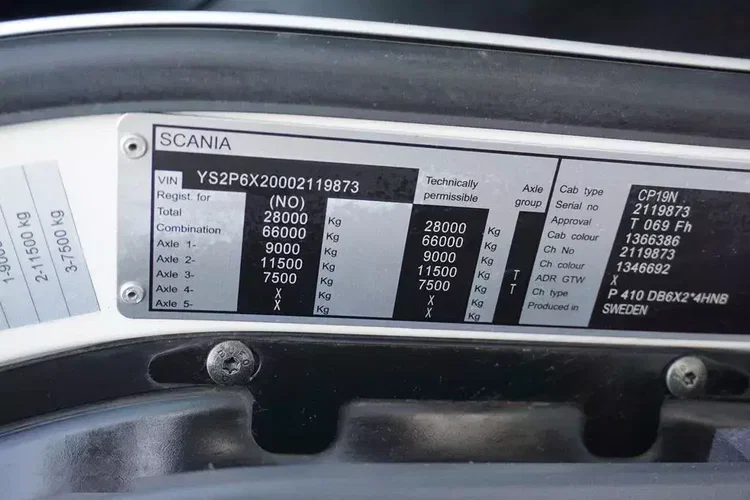 SCANIA
VIN YS2P6X20002119873 Technically permissible Axle group
Regist. for (NO)
Total 28000 Kg 28000 Kg
Combination 66000 Kg 66000 Kg
Axle 1- 9000 Kg 9000 Kg
Axle 2- 11500 Kg 11500 Kg T
Axle 3- 7500 Kg 7500 Kg T
Axle 4- X Kg X Kg
Axle 5- X Kg X Kg
Cab type CP19N
Serial no 2119873
Approval T 069 Fh
Cab colour 1366386
Ch No 2119873
Ch colour 1346692
ADR GTW X
Ch type P 410 DB6X2*4HNB
Produced in SWEDEN
2-11500 kg
3-7500 kg